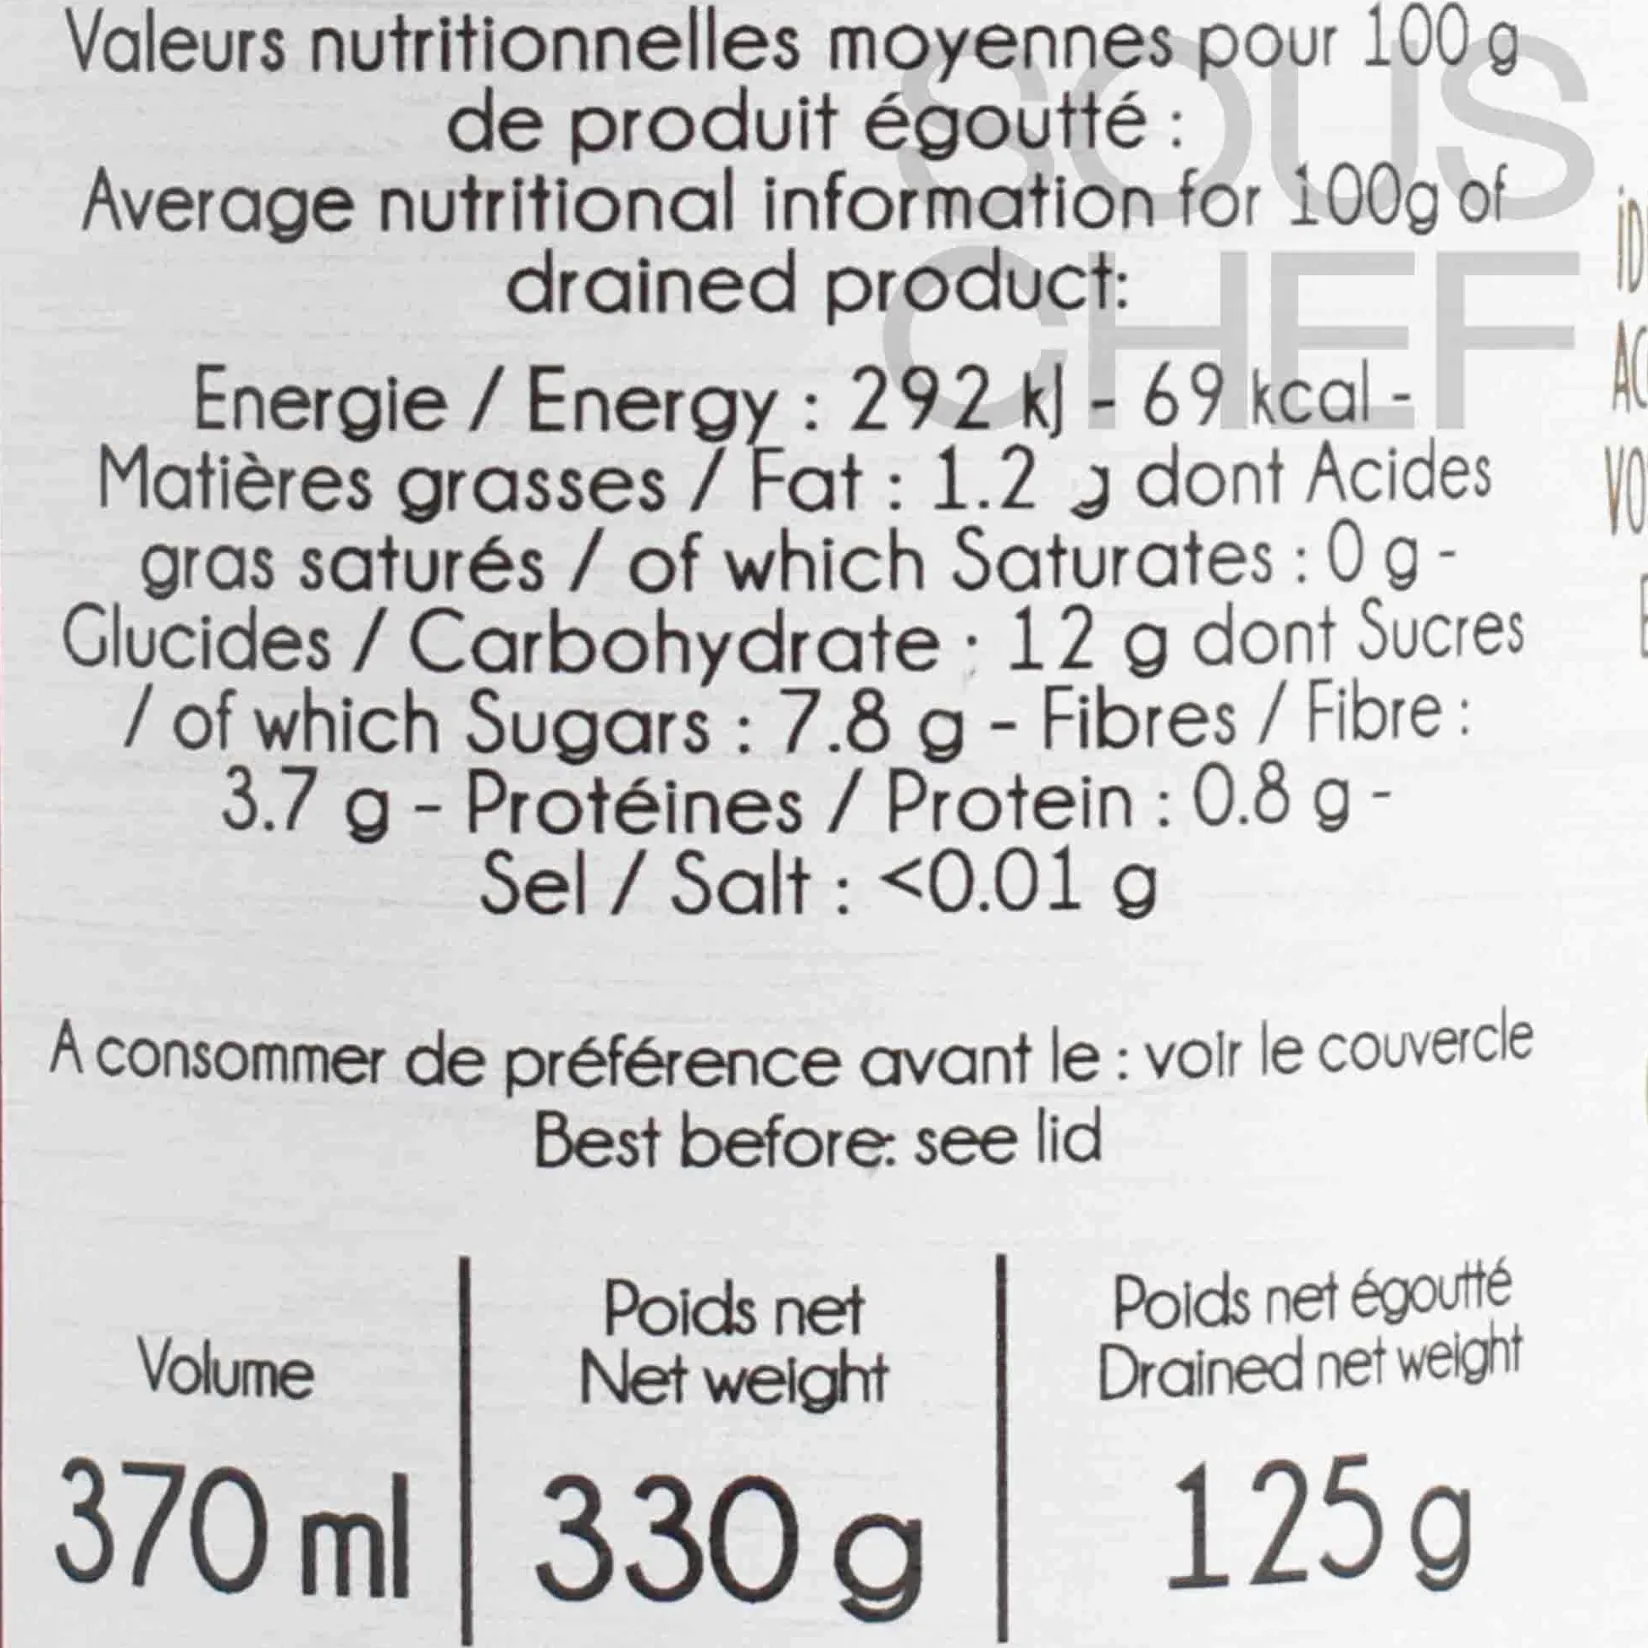 Valeurs nutritionnelles moyennes pour 100 g
de produit égoutté :
Average nutritional information for 100g of
drained product:
Energie / Energy : 292 kJ - 69 kcal -
Matières grasses / Fat : 1.2 g dont Acides
gras saturés / of which Saturates : 0 g -
Glucides / Carbohydrate : 12 g dont Sucres
/ of which Sugars : 7.8 g - Fibres / Fibre :
3.7 g - Protéines / Protein : 0.8 g -
Sel / Salt : <0.01 g
A consommer de préférence avant le : voir le couvercle
Best before: see lid
Volume
370 ml
Poids net
Net weight
330 g
Poids net égoutté
Drained net weight
125 g
SOUS
CHEF